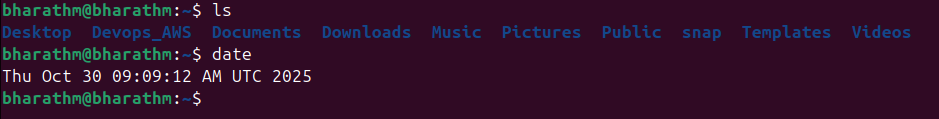 bharathm@bharathm:~$ ls
Desktop  Devops_AWS  Documents  Downloads  Music  Pictures  Public  snap  Templates  Videos
bharathm@bharathm:~$ date
Thu Oct 30 09:09:12 AM UTC 2025
bharathm@bharathm:~$